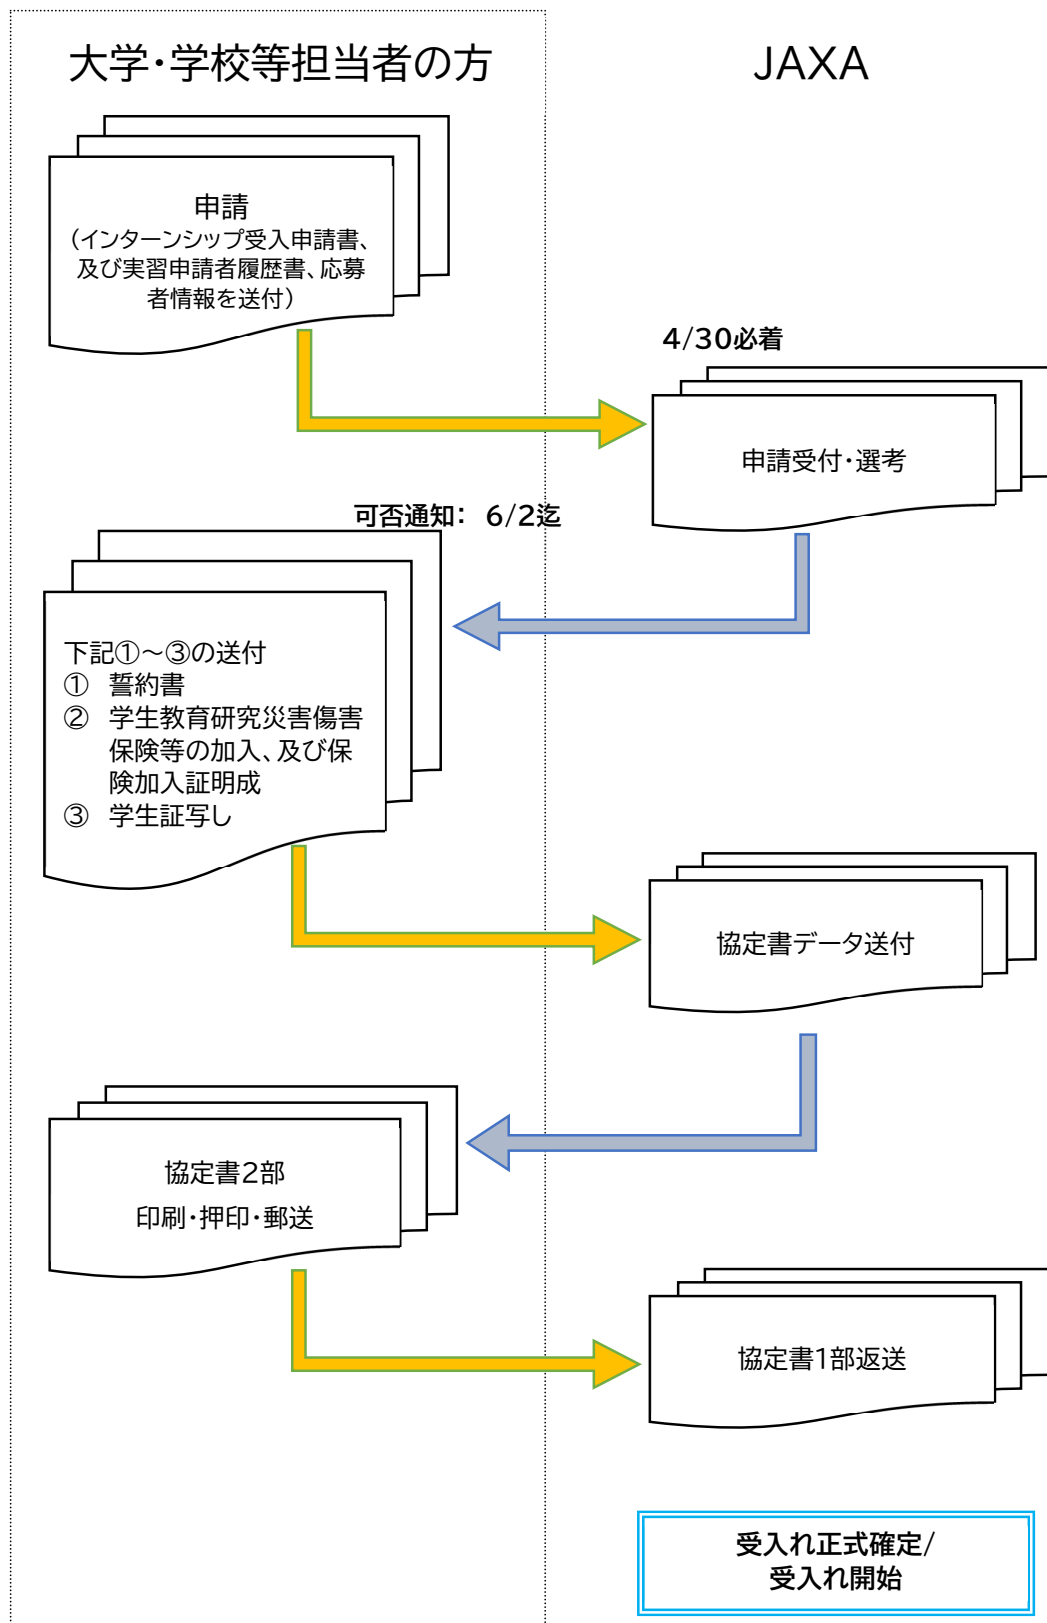 大学・学校等担当者の方
JAXA
申請
(インターンシップ受入申請書、
及び実習申請者履歴書、応募
者情報を送付)
4/30必着
申請受付・選考
可否通知： 6/2迄
下記①～③の送付
① 誓約書
② 学生教育研究災害傷害
保険等の加入、及び保
険加入証明成
③ 学生証写し
協定書データ送付
協定書2部
印刷・押印・郵送
協定書1部返送
受入れ正式確定/
受入れ開始